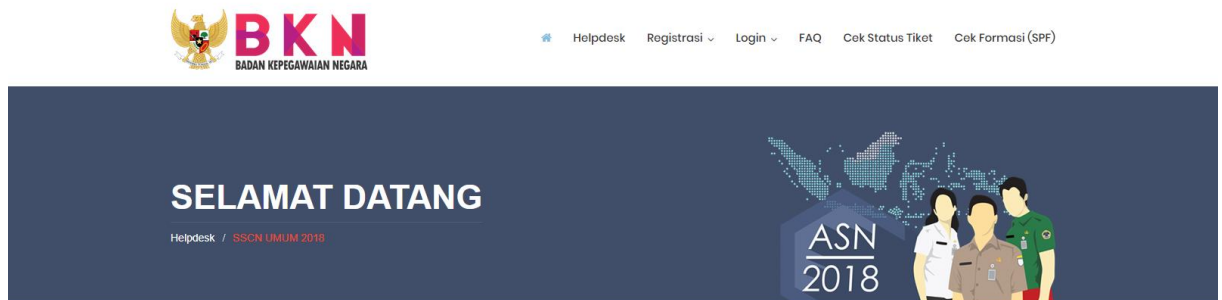 BKN
BADAN KEPEGAWAIAN NEGARA
Helpdesk Registrasi Login FAQ Cek Status Tiket Cek Formasi (SPF)
SELAMAT DATANG
Helpdesk / SSCN UMUM 2018
ASN
2018